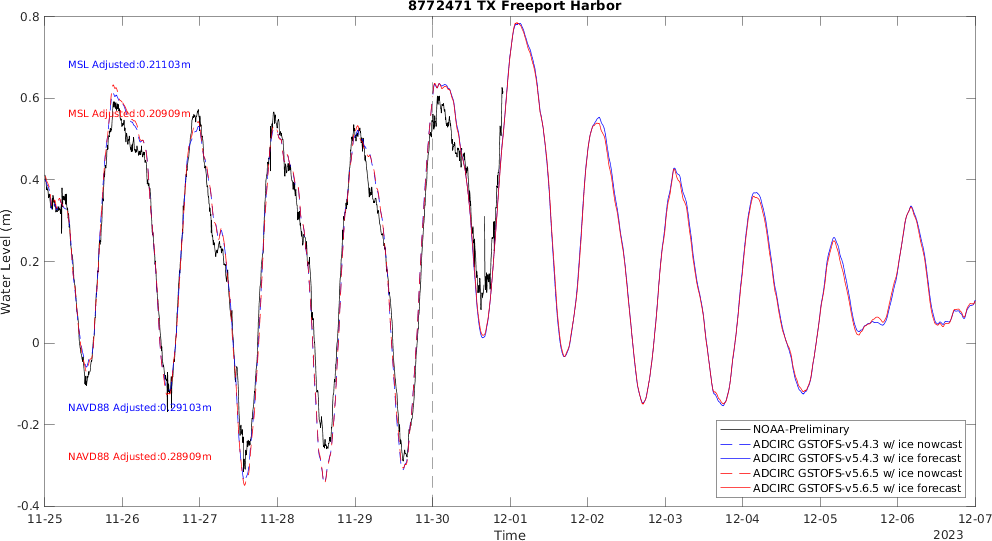 8772471 TX Freeport Harbor
0.8
0.6
0.4
0.2
0
-0.2
-0.4
Water Level (m)
MSL Adjusted:0.21103m
MSL Adjusted:0.20909m
NAVD88 Adjusted:0.29103m
NAVD88 Adjusted:0.28909m
NOAA-Preliminary
ADCIRC GSTOFS-v5.4.3 w/ ice nowcast
ADCIRC GSTOFS-v5.4.3 w/ ice forecast
ADCIRC GSTOFS-v5.6.5 w/ ice nowcast
ADCIRC GSTOFS-v5.6.5 w/ ice forecast
11-25 11-26 11-27 11-28 11-29 11-30 12-01 12-02 12-03 12-04 12-05 12-06 12-07
Time
2023